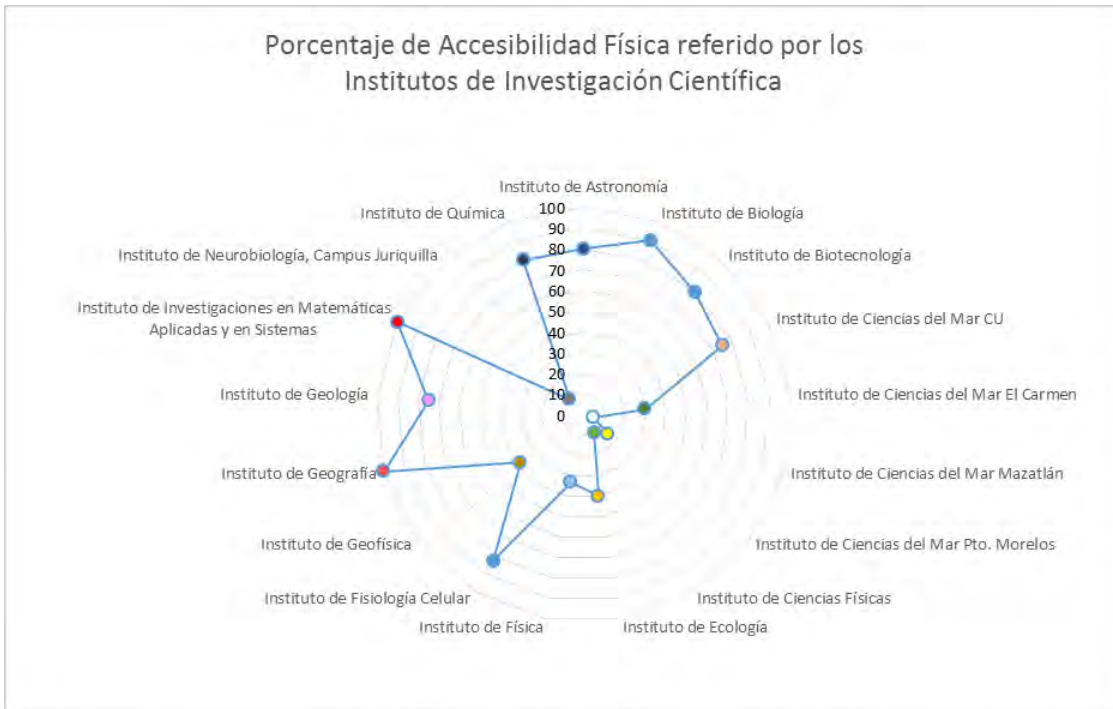 Porcentaje de Accesibilidad Física referido por los
Institutos de Investigación Científica
Instituto de Astronomía
Instituto de Química
Instituto de Biología
Instituto de Neurobiología, Campus Juriquilla
Instituto de Biotecnología
Instituto de Investigaciones en Matemáticas
Aplicadas y en Sistemas
Instituto de Ciencias del Mar CU
Instituto de Geología
Instituto de Ciencias del Mar El Carmen
Instituto de Geografía
Instituto de Ciencias del Mar Mazatlán
Instituto de Geofísica
Instituto de Ciencias del Mar Pto. Morelos
Instituto de Fisiología Celular
Instituto de Ciencias Físicas
Instituto de Física
Instituto de Ecología
100
90
80
70
60
50
40
30
20
10
0